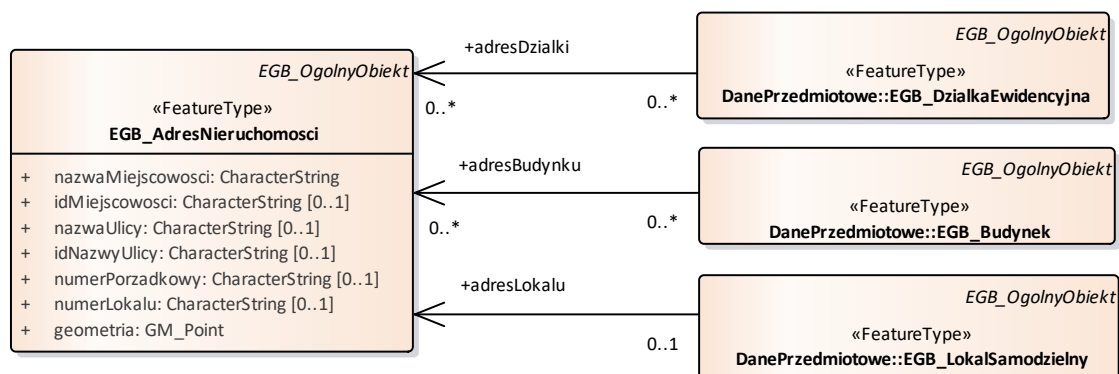 EGB_OgolnyObiekt
«FeatureType»
EGB_AdresNieruchomosci
+ nazwaMiejscowosci: CharacterString
+ idMiejscowosci: CharacterString [0..1]
+ nazwaUlicy: CharacterString [0..1]
+ idNazwyUlicy: CharacterString [0..1]
+ numerPorzadkowy: CharacterString [0..1]
+ numerLokalu: CharacterString [0..1]
+ geometria: GM_Point
+adresDzialki
0..*
0..*
EGB_OgolnyObiekt
«FeatureType»
DanePrzedmiotowe::EGB_DzialkaEwidencyjna
+adresBudynku
0..*
0..*
EGB_OgolnyObiekt
«FeatureType»
DanePrzedmiotowe::EGB_Budynek
+adresLokalu
0..1
EGB_OgolnyObiekt
«FeatureType»
DanePrzedmiotowe::EGB_LokalSamodzielny